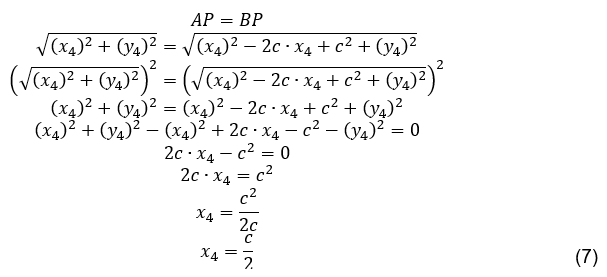 AP = BP
√((x₄)² + (y₄)²) = √((x₄)² − 2c · x₄ + c² + (y₄)²)
(√((x₄)² + (y₄)²))² = (√((x₄)² − 2c · x₄ + c² + (y₄)²))²
(x₄)² + (y₄)² = (x₄)² − 2c · x₄ + c² + (y₄)²
(x₄)² + (y₄)² − (x₄)² + 2c · x₄ − c² − (y₄)² = 0
2c · x₄ − c² = 0
2c · x₄ = c²
x₄ = c²/2c
x₄ = c/2 (7)